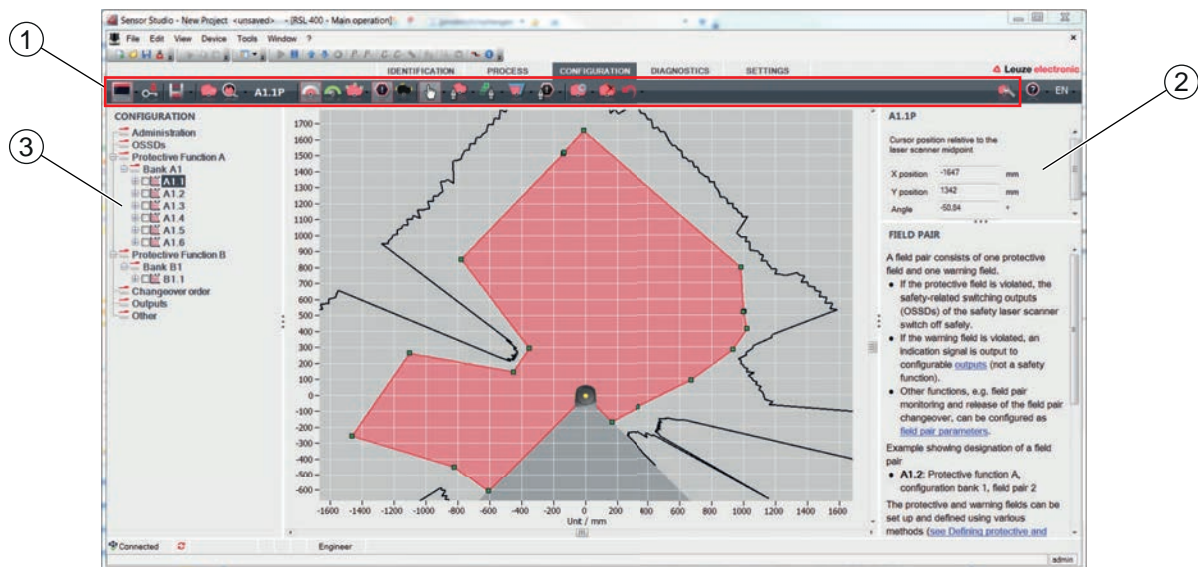 Sensor Studio - New Project <unsaved> - [RSL 400 - Main operation]
File Edit View Device Tools Window ?
IDENTIFICATION PROCESS CONFIGURATION DIAGNOSTICS SETTINGS
Leuze electronic
1
A1.1P
EN
2
3
CONFIGURATION
Administration
OSSDs
Protective Function A
Bank A1
A1.1
A1.2
A1.3
A1.4
A1.5
A1.6
Protective Function B
Bank B1
B1.1
Changeover order
Outputs
Other
1700
1600
1500
1400
1300
1200
1100
1000
900
800
700
600
500
400
300
200
100
0
-100
-200
-300
-400
-500
-600
-1600 -1400 -1200 -1000 -800 -600 -400 -200 0 200 400 600 800 1000 1200 1400 1600
Unit / mm
A1.1P
Cursor position relative to the
laser scanner midpoint
X position -1647 mm
Y position 1342 mm
Angle -50.84 °
FIELD PAIR
A field pair consists of one protective
field and one warning field.
• If the protective field is violated, the
safety-related switching outputs
(OSSDs) of the safety laser scanner
switch off safely.
• If the warning field is violated, an
indication signal is output to
configurable outputs (not a safety
function).
• Other functions, e.g. field pair
monitoring and release of the field pair
changeover, can be configured as
field pair parameters.
Example showing designation of a field
pair
• A1.2: Protective function A,
configuration bank 1, field pair 2
The protective and warning fields can be
set up and defined using various
methods (see Defining protective and
Connected
Engineer
admin